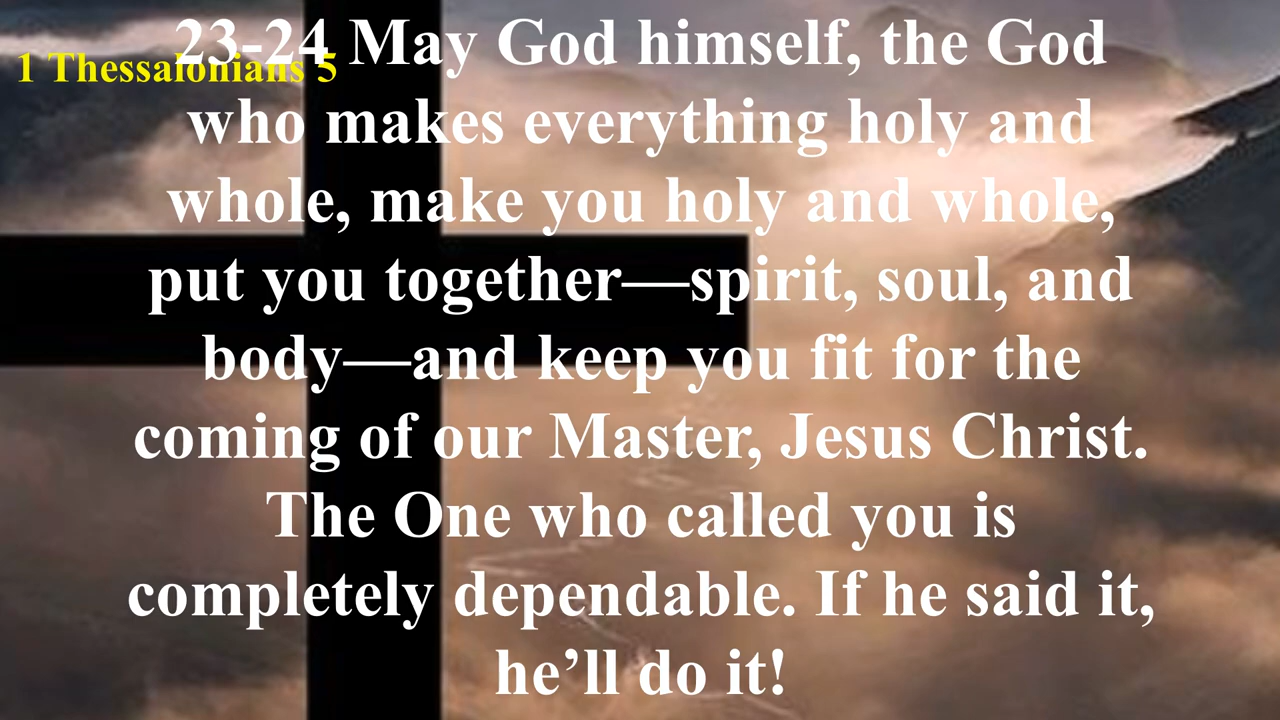 1 Thessalonians 5
23-24 May God himself, the God
who makes everything holy and
whole, make you holy and whole,
put you together—spirit, soul, and
body—and keep you fit for the
coming of our Master, Jesus Christ.
The One who called you is
completely dependable. If he said it,
he’ll do it!